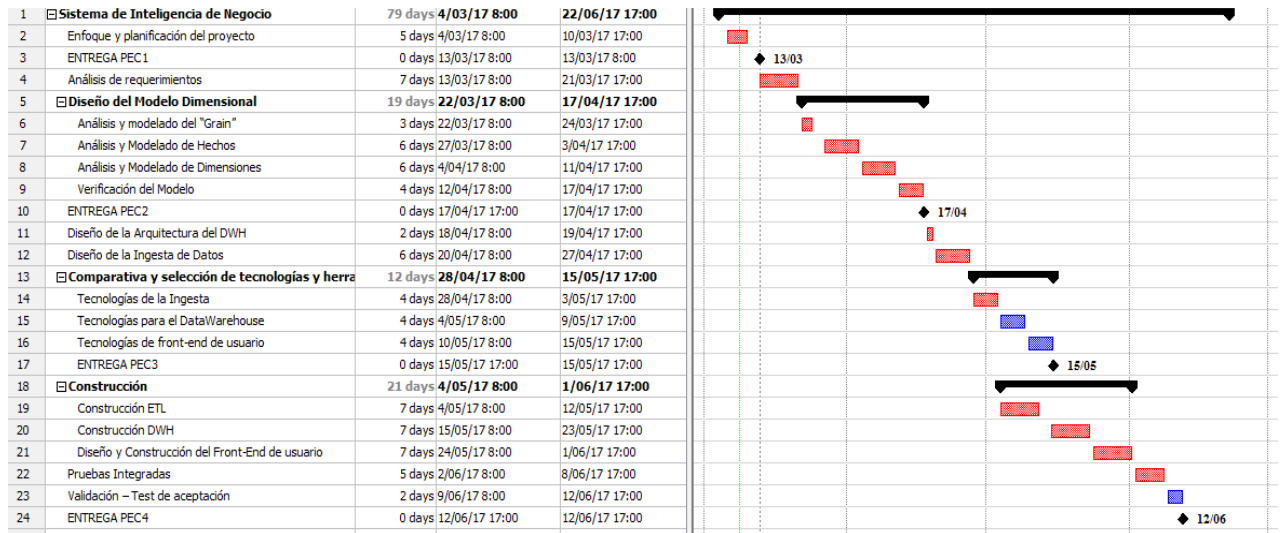 1 Sistema de Inteligencia de Negocio 79 days 4/03/17 8:00 22/06/17 17:00
2 Enfoque y planificación del proyecto 5 days 4/03/17 8:00 10/03/17 17:00
3 ENTREGA PEC1 0 days 13/03/17 8:00 13/03/17 8:00 13/03
4 Análisis de requerimientos 7 days 13/03/17 8:00 21/03/17 17:00
5 Diseño del Modelo Dimensional 19 days 22/03/17 8:00 17/04/17 17:00
6 Análisis y modelado del "Grain" 3 days 22/03/17 8:00 24/03/17 17:00
7 Análisis y Modelado de Hechos 6 days 27/03/17 8:00 3/04/17 17:00
8 Análisis y Modelado de Dimensiones 6 days 4/04/17 8:00 11/04/17 17:00
9 Verificación del Modelo 4 days 12/04/17 8:00 17/04/17 17:00
10 ENTREGA PEC2 0 days 17/04/17 17:00 17/04/17 17:00 17/04
11 Diseño de la Arquitectura del DWH 2 days 18/04/17 8:00 19/04/17 17:00
12 Diseño de la Ingesta de Datos 6 days 20/04/17 8:00 27/04/17 17:00
13 Comparativa y selección de tecnologías y herra 12 days 28/04/17 8:00 15/05/17 17:00
14 Tecnologías de la Ingesta 4 days 28/04/17 8:00 3/05/17 17:00
15 Tecnologías para el DataWarehouse 4 days 4/05/17 8:00 9/05/17 17:00
16 Tecnologías de front-end de usuario 4 days 10/05/17 8:00 15/05/17 17:00
17 ENTREGA PEC3 0 days 15/05/17 17:00 15/05/17 17:00 15/05
18 Construcción 21 days 4/05/17 8:00 1/06/17 17:00
19 Construcción ETL 7 days 4/05/17 8:00 12/05/17 17:00
20 Construcción DWH 7 days 15/05/17 8:00 23/05/17 17:00
21 Diseño y Construcción del Front-End de usuario 7 days 24/05/17 8:00 1/06/17 17:00
22 Pruebas Integradas 5 days 2/06/17 8:00 8/06/17 17:00
23 Validación – Test de aceptación 2 days 9/06/17 8:00 12/06/17 17:00
24 ENTREGA PEC4 0 days 12/06/17 17:00 12/06/17 17:00 12/06